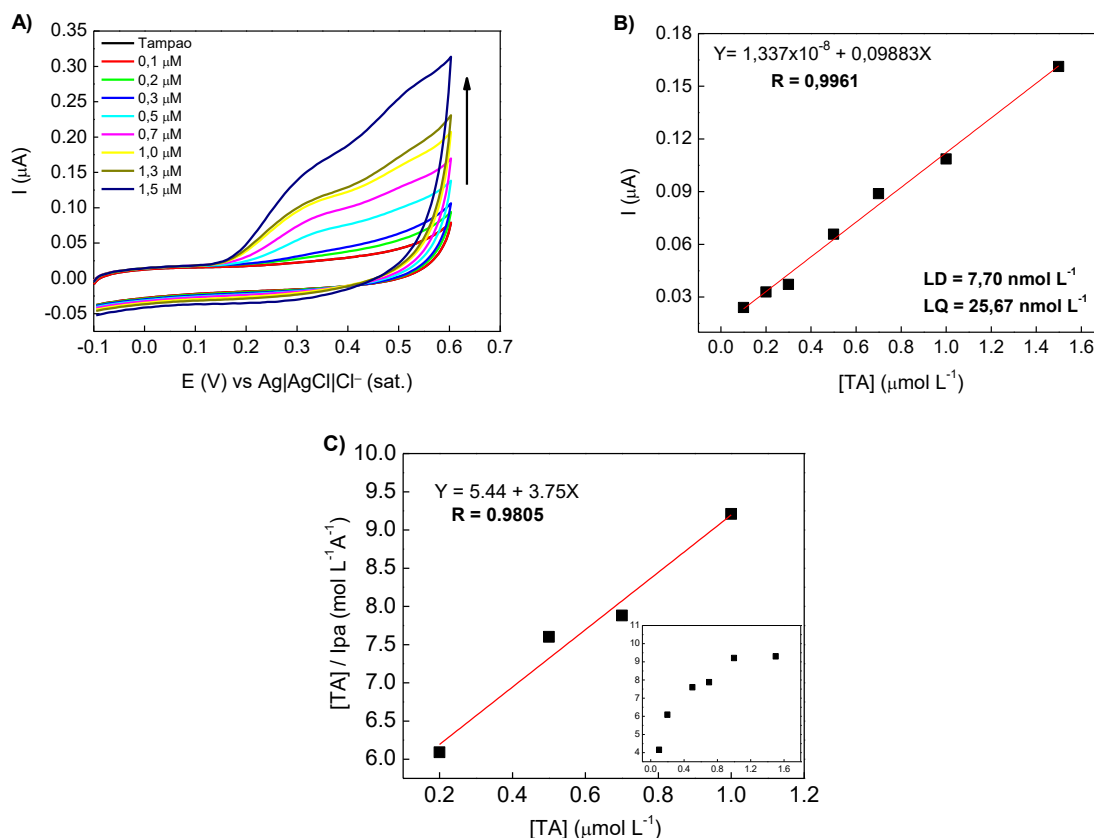 A)
Tampao
0,1 μM
0,2 μM
0,3 μM
0,5 μM
0,7 μM
1,0 μM
1,3 μM
1,5 μM
0.35
0.30
0.25
0.20
0.15
0.10
0.05
0.00
-0.05
I (μA)
-0.1 0.0 0.1 0.2 0.3 0.4 0.5 0.6 0.7
E (V) vs Ag|AgCl|Cl⁻ (sat.)
B)
Y= 1,337x10⁻⁸ + 0,09883X
R = 0,9961
0.18
0.15
0.12
0.09
0.06
0.03
I (μA)
LD = 7,70 nmol L⁻¹
LQ = 25,67 nmol L⁻¹
0.0 0.2 0.4 0.6 0.8 1.0 1.2 1.4 1.6
[TA] (μmol L⁻¹)
C)
Y = 5.44 + 3.75X
R = 0.9805
10.0
9.5
9.0
8.5
8.0
7.5
7.0
6.5
6.0
[TA] / Ipa (mol L⁻¹A⁻¹)
11
10
9
8
7
6
5
4
0.0 0.4 0.8 1.2 1.6
0.2 0.4 0.6 0.8 1.0 1.2
[TA] (μmol L⁻¹)